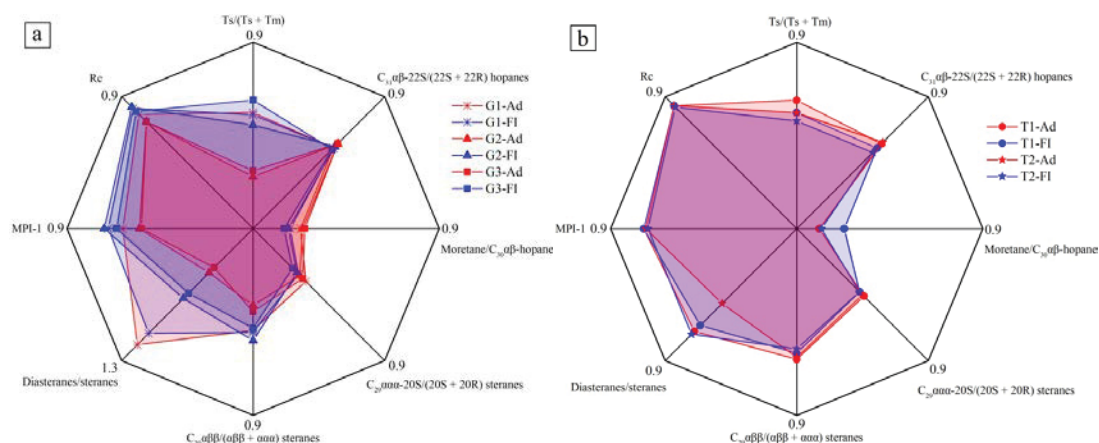 a
Ts/(Ts + Tm)
0.9
C₃₁αβ-22S/(22S + 22R) hopanes
0.9
Rc
0.9
G1-Ad
G1-FI
G2-Ad
G2-FI
G3-Ad
G3-FI
MPI-1
0.9
0.9
Moretane/C₃₀αβ-hopane
1.3
Diasteranes/steranes
0.9
C₂₉ααα-20S/(20S + 20R) steranes
0.9
C₂₉αββ/(αββ + ααα) steranes
b
Ts/(Ts + Tm)
0.9
C₃₁αβ-22S/(22S + 22R) hopanes
0.9
Rc
0.9
T1-Ad
T1-FI
T2-Ad
T2-FI
MPI-1
0.9
0.9
Moretane/C₃₀αβ-hopanes
0.9
Diasteranes/steranes
0.9
C₂₉ααα-20S/(20S + 20R) steranes
0.9
C₂₉αββ/(αββ + ααα) steranes